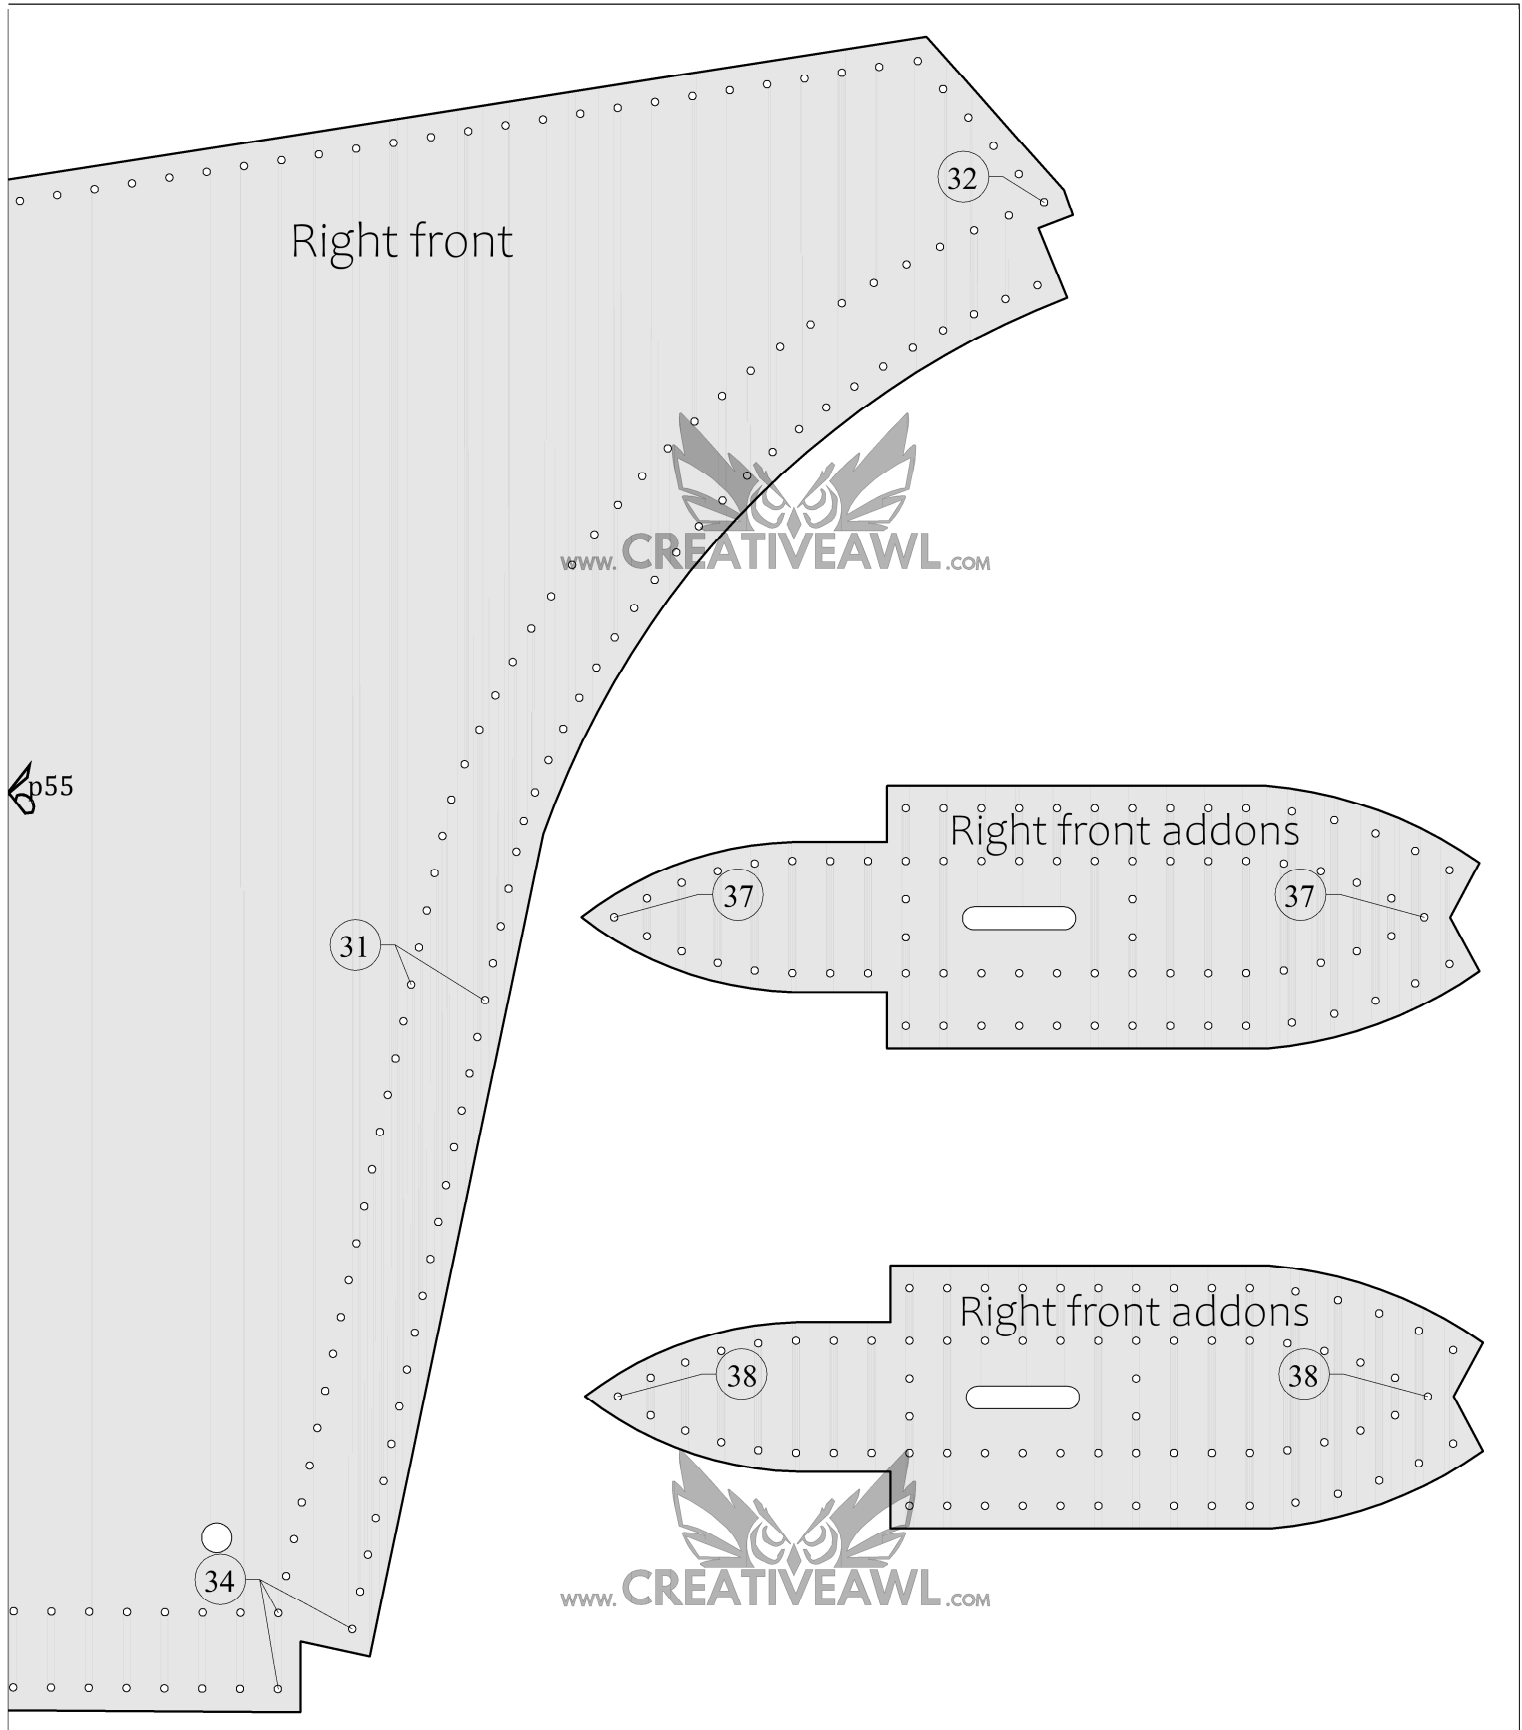 32
Right front
WWW. CREATIVEAWL .COM
p55
Right front addons
37
37
31
Right front addons
38
38
34
WWW. CREATIVEAWL .COM